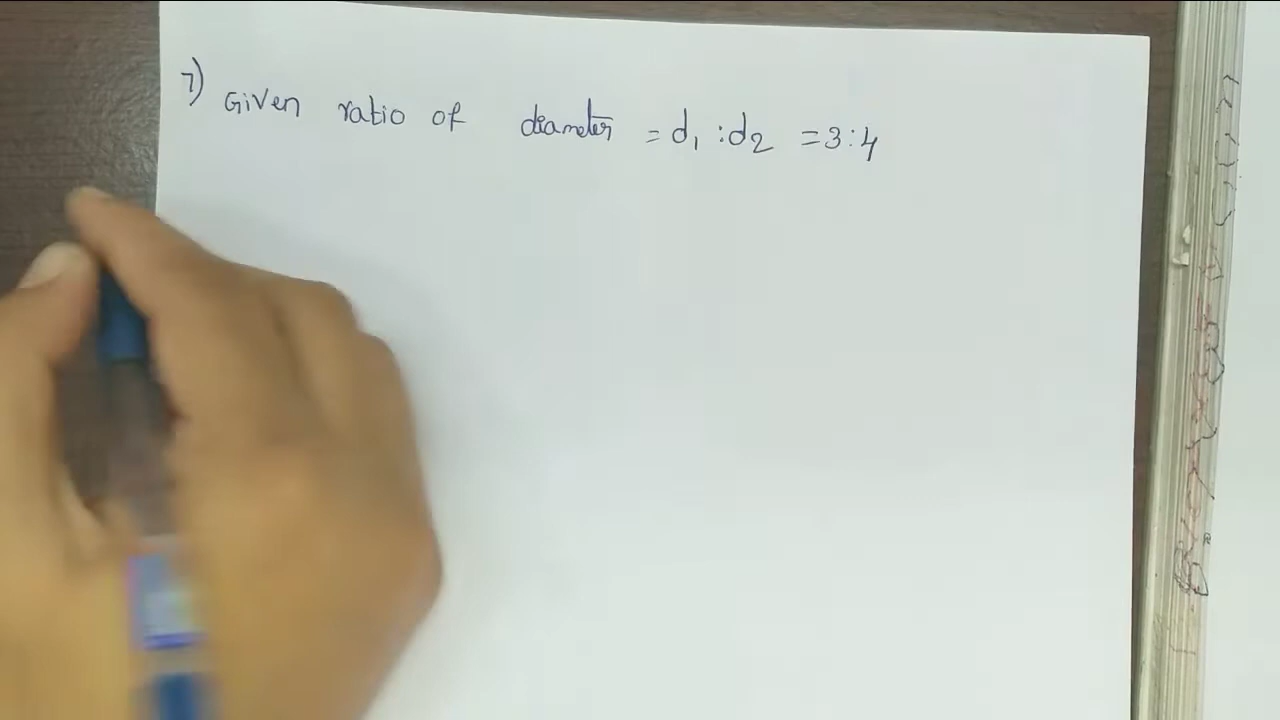 7) Given ratio of diameter = d₁ : d₂ = 3:4